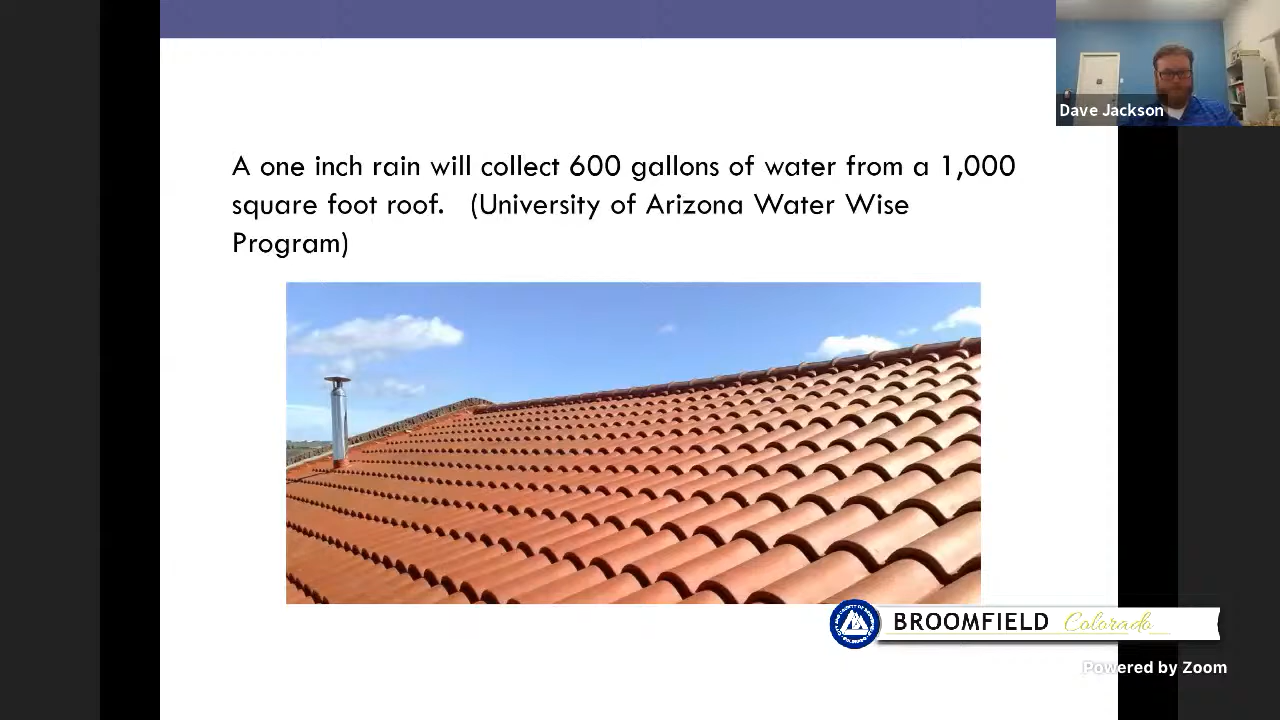 Dave Jackson
A one inch rain will collect 600 gallons of water from a 1,000
square foot roof. (University of Arizona Water Wise
Program)
BROOMFIELD Colorado
Powered by Zoom